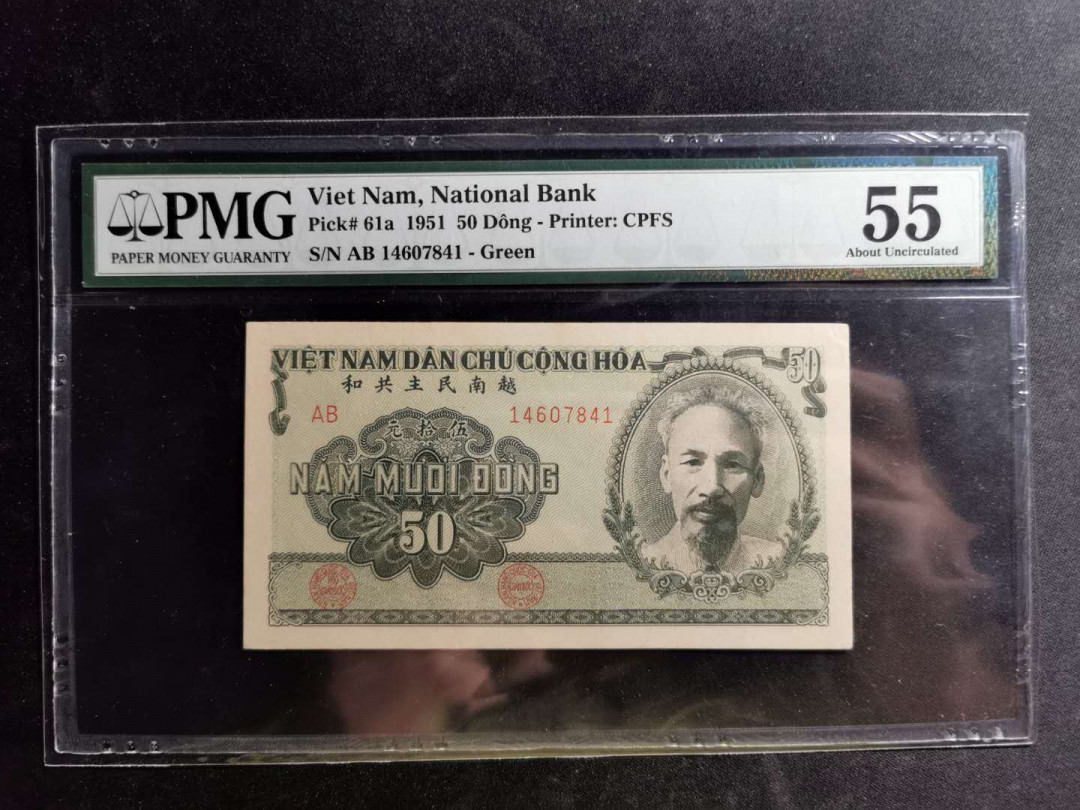 PMG
PAPER MONEY GUARANTY
Viet Nam, National Bank
Pick# 61a 1951 50 Dông - Printer: CPFS
S/N AB 14607841 - Green
55
About Uncirculated
VIỆT NAM DÂN CHỦ CỘNG HÒA
50
和共主民南越
AB 14607841
元拾伍
NĂM MƯƠI ĐỒNG
50